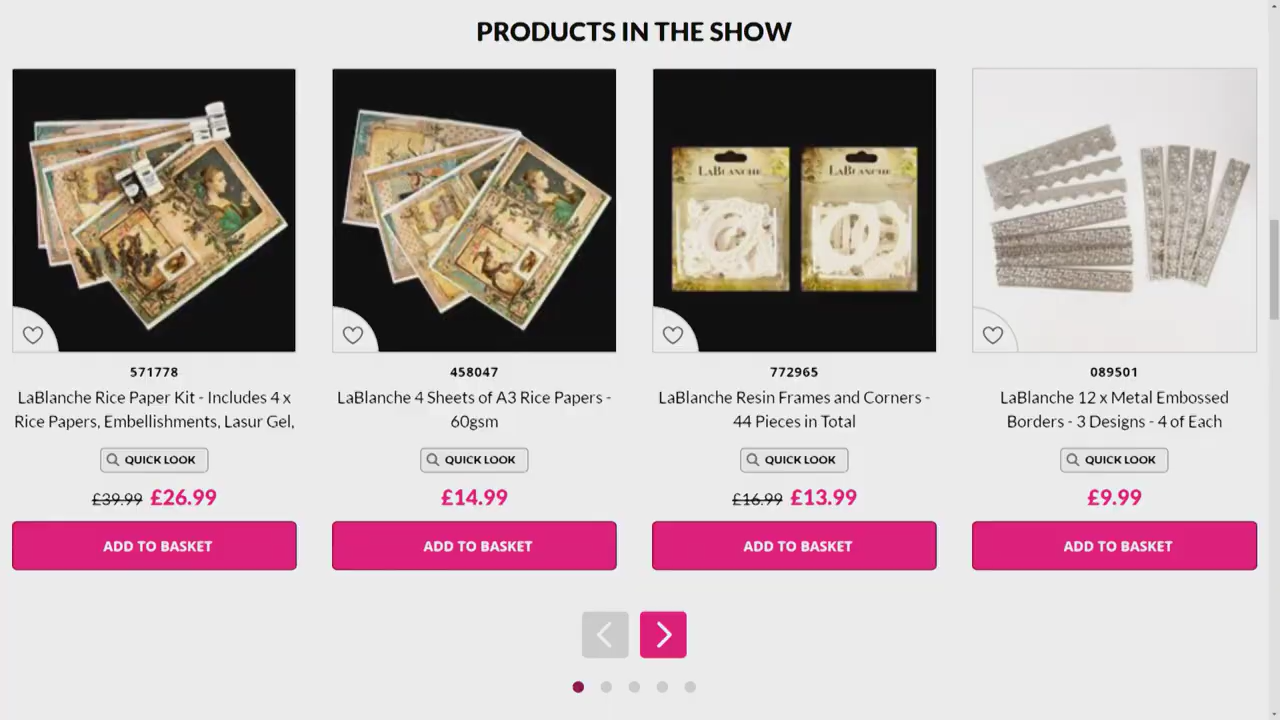 PRODUCTS IN THE SHOW
LaBlanche
LaBlanche
571778
LaBlanche Rice Paper Kit - Includes 4 x
Rice Papers, Embellishments, Lasur Gel,
QUICK LOOK
£39.99 £26.99
ADD TO BASKET
458047
LaBlanche 4 Sheets of A3 Rice Papers -
60gsm
QUICK LOOK
£14.99
ADD TO BASKET
772965
LaBlanche Resin Frames and Corners -
44 Pieces in Total
QUICK LOOK
£16.99 £13.99
ADD TO BASKET
089501
LaBlanche 12 x Metal Embossed
Borders - 3 Designs - 4 of Each
QUICK LOOK
£9.99
ADD TO BASKET